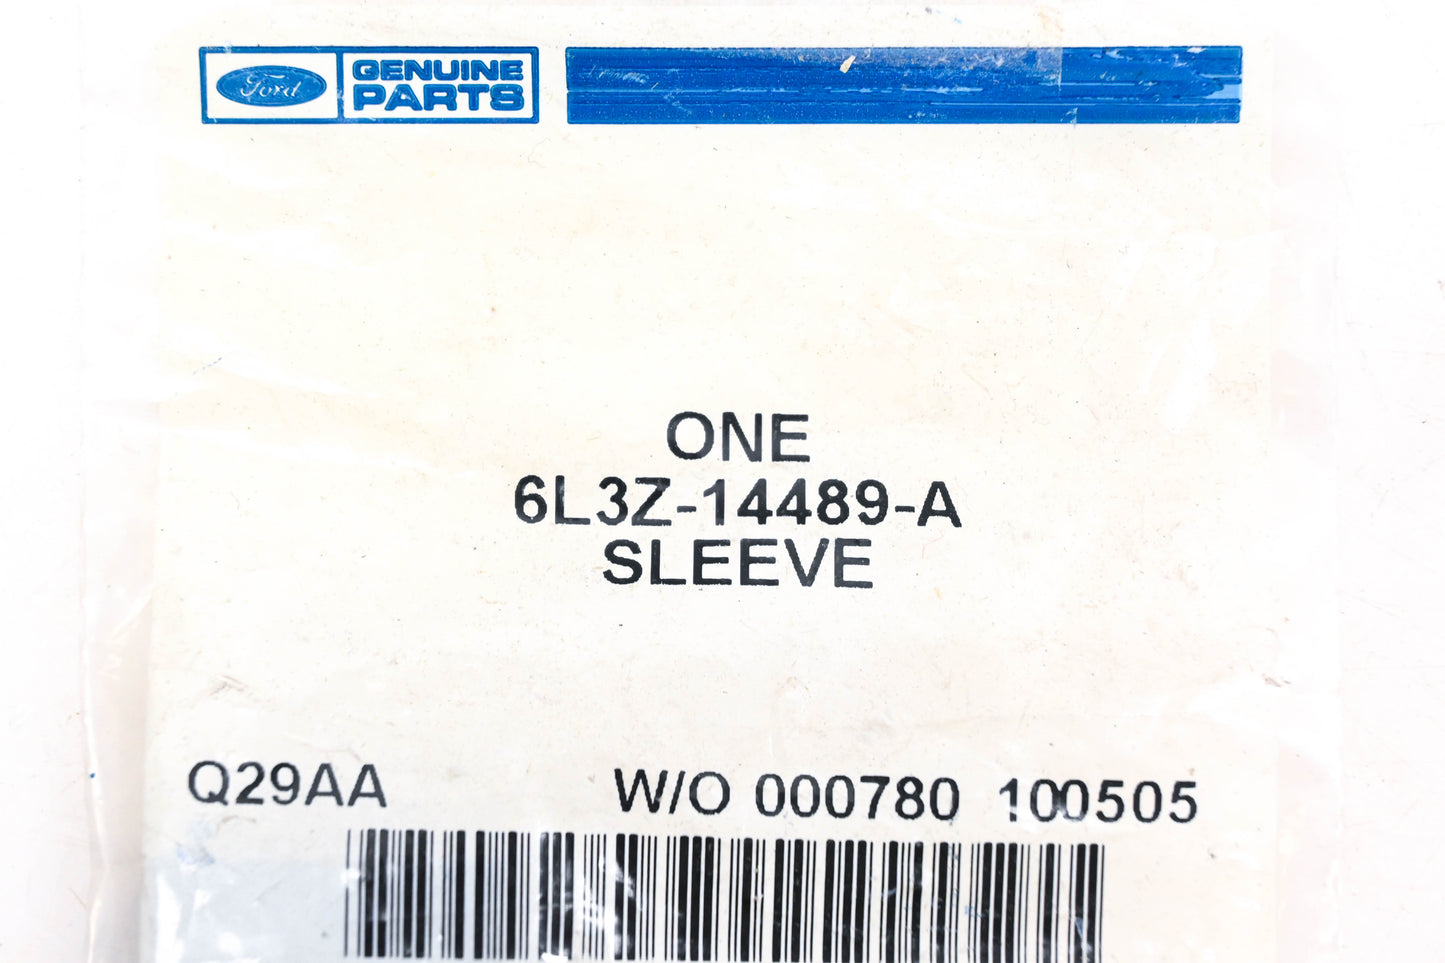 Ford GENUINE
PARTS
ONE
6L3Z-14489-A
SLEEVE
Q29AA W/O 000780 100505